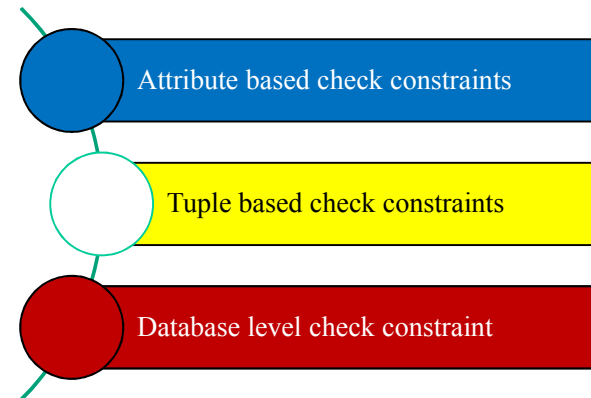 Attribute based check constraints
Tuple based check constraints
Database level check constraint